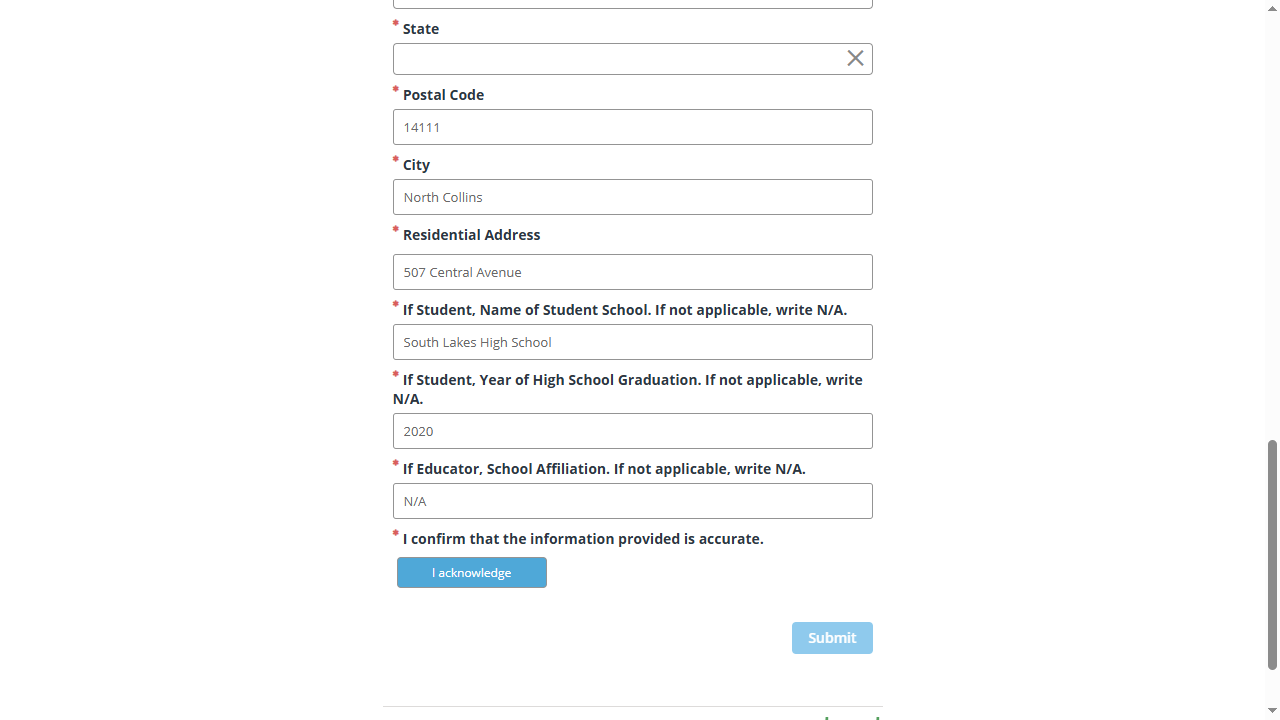 * State
* Postal Code
14111
* City
North Collins
* Residential Address
507 Central Avenue
* If Student, Name of Student School. If not applicable, write N/A.
South Lakes High School
* If Student, Year of High School Graduation. If not applicable, write
N/A.
2020
* If Educator, School Affiliation. If not applicable, write N/A.
N/A
* I confirm that the information provided is accurate.
I acknowledge
Submit